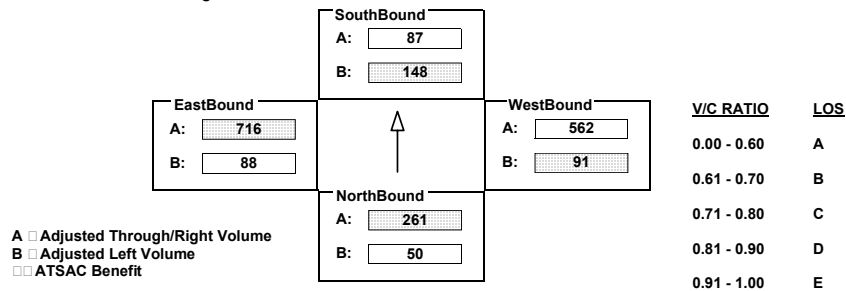 SouthBound
A: 87
B: 148
EastBound
A: 716
B: 88
WestBound
A: 562
B: 91
NorthBound
A: 261
B: 50
A □ Adjusted Through/Right Volume
B □ Adjusted Left Volume
□□ ATSAC Benefit
V/C RATIO LOS
0.00 - 0.60 A
0.61 - 0.70 B
0.71 - 0.80 C
0.81 - 0.90 D
0.91 - 1.00 E